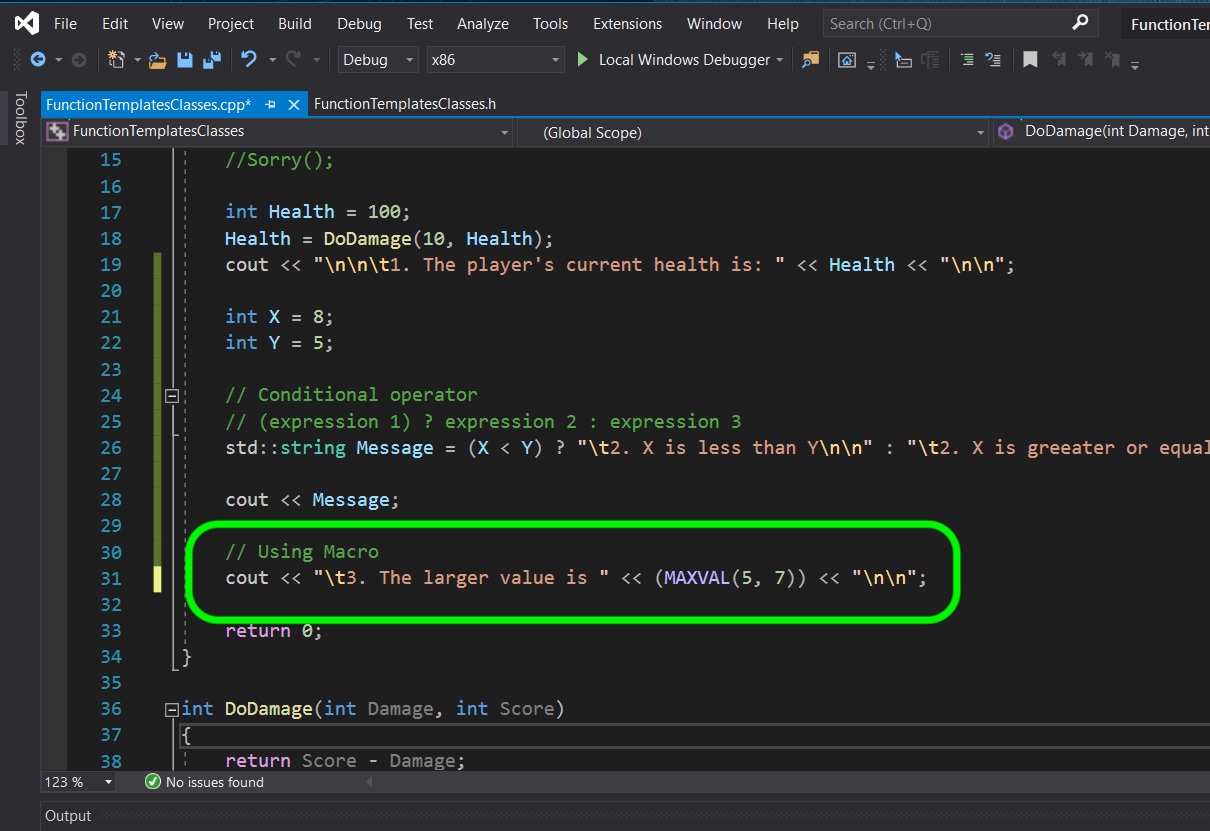 File Edit View Project Build Debug Test Analyze Tools Extensions Window Help Search (Ctrl+Q) FunctionTer
Debug x86 Local Windows Debugger
Toolbox
FunctionTemplatesClasses.cpp* FunctionTemplatesClasses.h
FunctionTemplatesClasses (Global Scope) DoDamage(int Damage, int
15 //Sorry();
16
17 int Health = 100;
18 Health = DoDamage(10, Health);
19 cout << "\n\n\t1. The player's current health is: " << Health << "\n\n";
20
21 int X = 8;
22 int Y = 5;
23
24 // Conditional operator
25 // (expression 1) ? expression 2 : expression 3
26 std::string Message = (X < Y) ? "\t2. X is less than Y\n\n" : "\t2. X is greeater or equal
27
28 cout << Message;
29
30 // Using Macro
31 cout << "\t3. The larger value is " << (MAXVAL(5, 7)) << "\n\n";
32
33 return 0;
34 }
35
36 int DoDamage(int Damage, int Score)
37 {
38 return Score - Damage;
123 % No issues found
Output